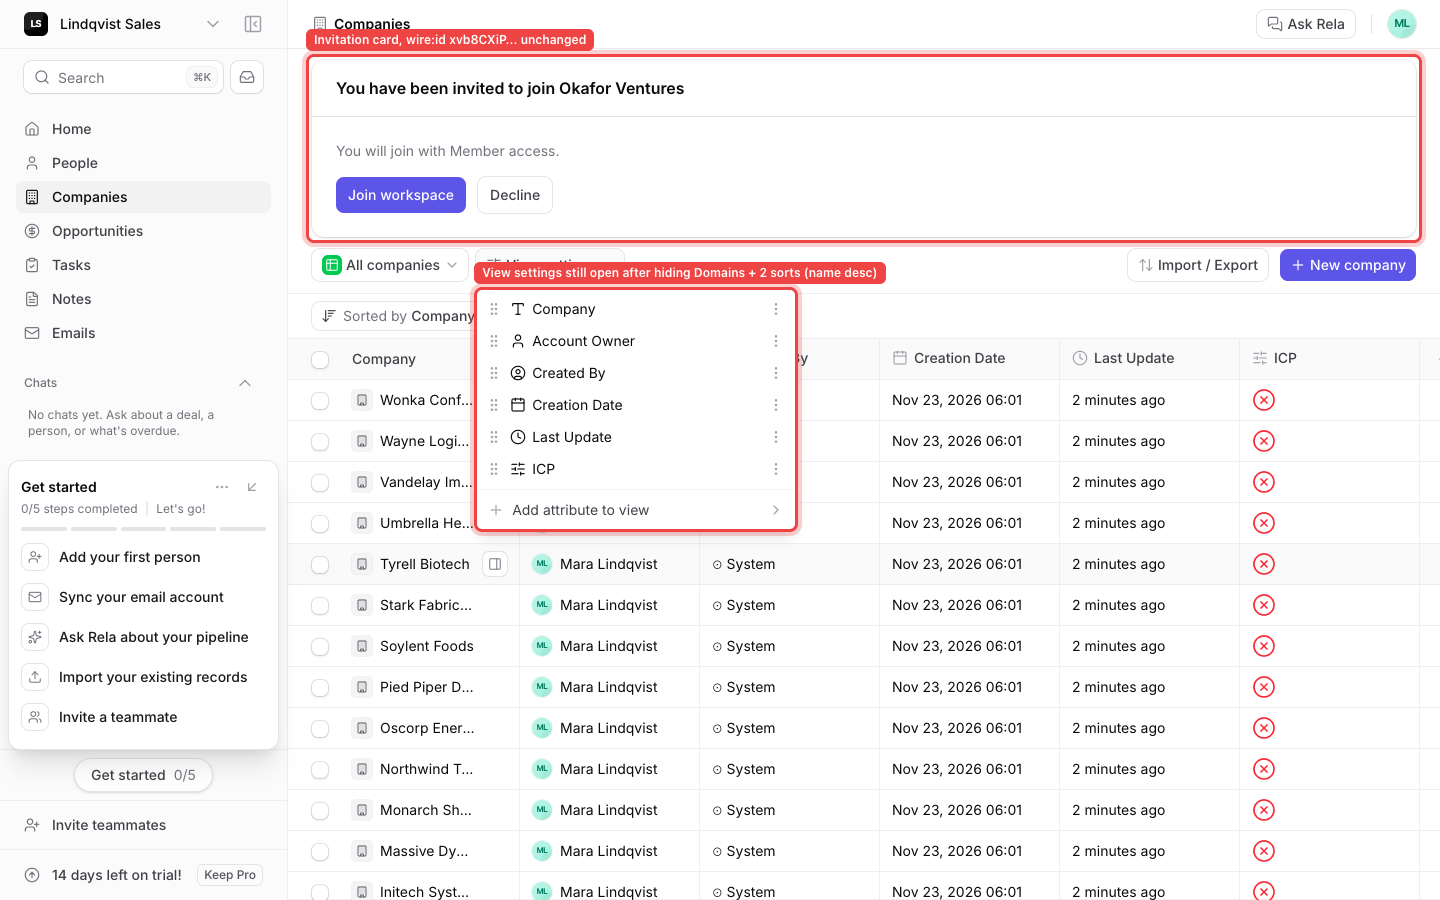 LS Lindqvist Sales
Search ⌘K
Home
People
Companies
Opportunities
Tasks
Notes
Emails
Chats
No chats yet. Ask about a deal, a
person, or what's overdue.
Get started
0/5 steps completed Let's go!
Add your first person
Sync your email account
Ask Rela about your pipeline
Import your existing records
Invite a teammate
Get started 0/5
Invite teammates
14 days left on trial! Keep Pro
Companies
Ask Rela
ML
Invitation card, wire:id xvb8CXiP... unchanged
You have been invited to join Okafor Ventures
You will join with Member access.
Join workspace
Decline
All companies
Import / Export
New company
View settings still open after hiding Domains + 2 sorts (name desc)
Sorted by Company
Company
Account Owner
Created By
Creation Date
Last Update
ICP
Add attribute to view
Company By Creation Date Last Update ICP
Wonka Conf... Nov 23, 2026 06:01 2 minutes ago
Wayne Logi... Nov 23, 2026 06:01 2 minutes ago
Vandelay Im... Nov 23, 2026 06:01 2 minutes ago
Umbrella He... Nov 23, 2026 06:01 2 minutes ago
Tyrell Biotech ML Mara Lindqvist System Nov 23, 2026 06:01 2 minutes ago
Stark Fabric... ML Mara Lindqvist System Nov 23, 2026 06:01 2 minutes ago
Soylent Foods ML Mara Lindqvist System Nov 23, 2026 06:01 2 minutes ago
Pied Piper D... ML Mara Lindqvist System Nov 23, 2026 06:01 2 minutes ago
Oscorp Ener... ML Mara Lindqvist System Nov 23, 2026 06:01 2 minutes ago
Northwind T... ML Mara Lindqvist System Nov 23, 2026 06:01 2 minutes ago
Monarch Sh... ML Mara Lindqvist System Nov 23, 2026 06:01 2 minutes ago
Massive Dy... ML Mara Lindqvist System Nov 23, 2026 06:01 2 minutes ago
Initech Syst... ML Mara Lindqvist System Nov 23, 2026 06:01 2 minutes ago